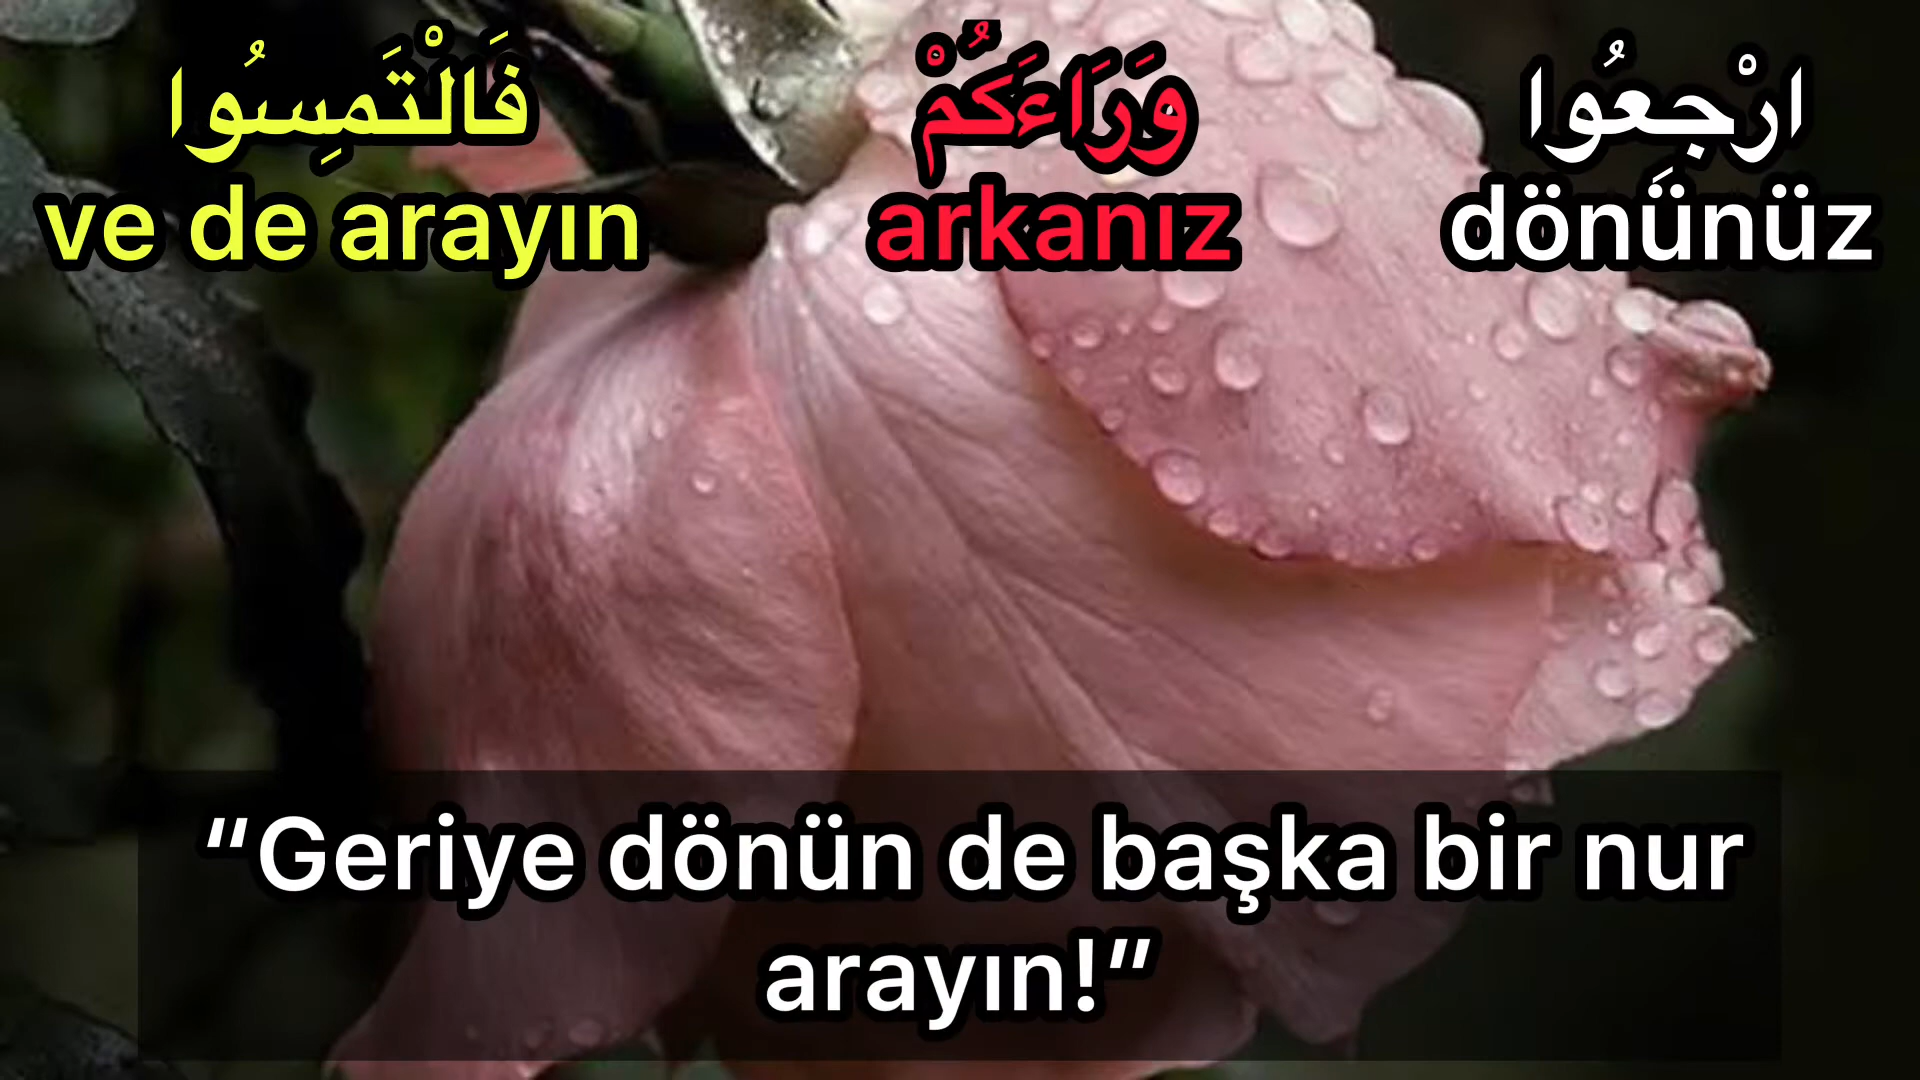 ارْجِعُوا وَرَاءَكُمْ فَالْتَمِسُوا
dönünüz arkanız ve de arayın
“Geriye dönün de başka bir nur
arayın!”